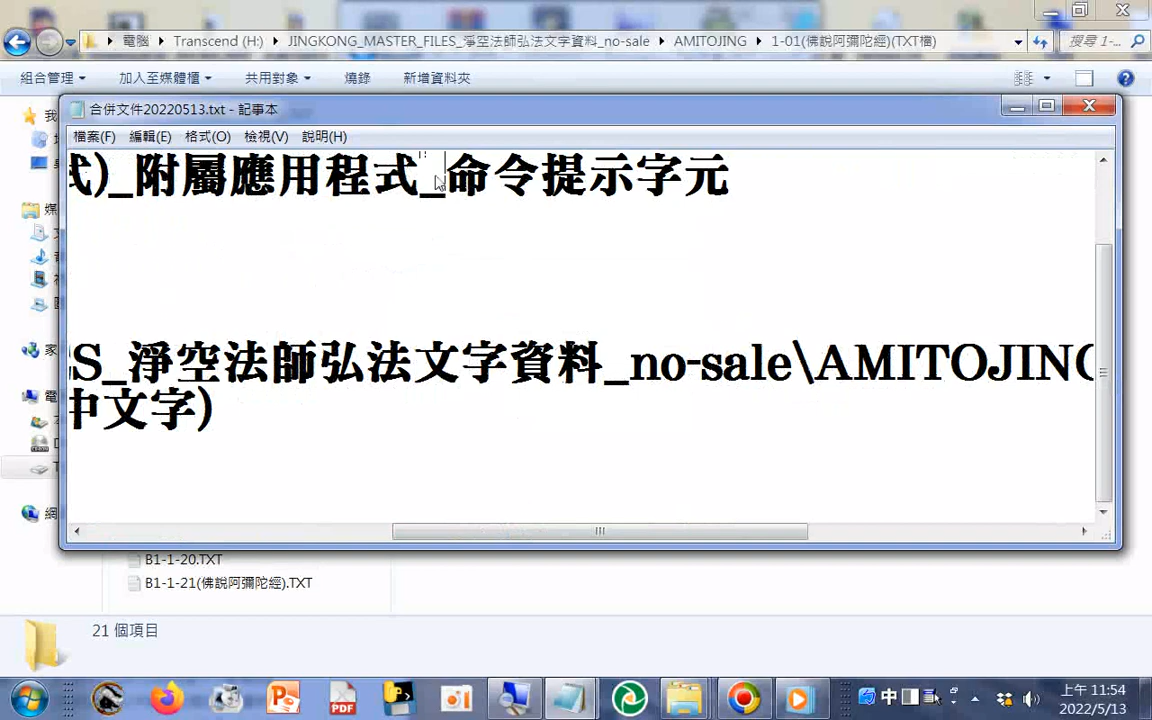 電腦 ▸ Transcend (H:) ▸ JINGKONG_MASTER_FILES_淨空法師弘法文字資料_no-sale ▸ AMITOJING ▸ 1-01(佛說阿彌陀經)(TXT檔)
搜尋 1-...
組合管理 加入至媒體櫃 共用對象 燒錄 新增資料夾
合併文件20220513.txt - 記事本
檔案(F) 編輯(E) 格式(O) 檢視(V) 說明(H)
式)_附屬應用程式_命令提示字元
S_淨空法師弘法文字資料_no-sale\AMITOJING
中文字)
B1-1-20.TXT
B1-1-21(佛說阿彌陀經).TXT
21 個項目
中
上午 11:54
2022/5/13